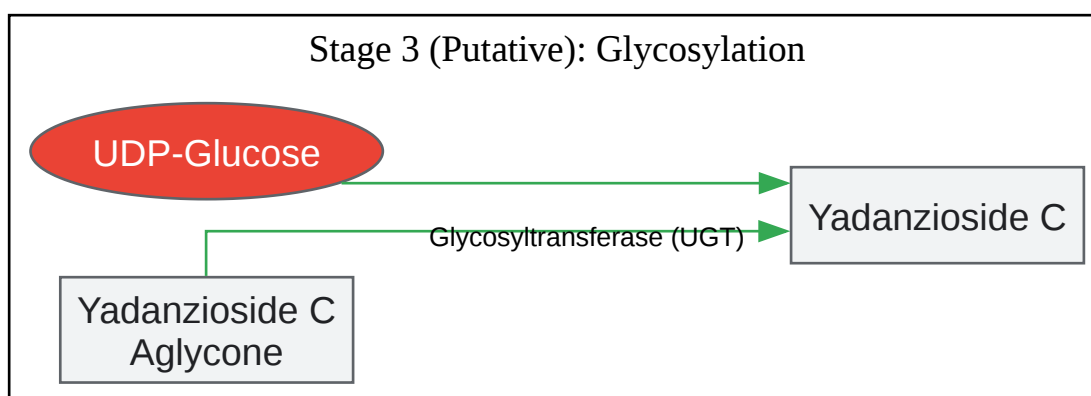 Stage 3 (Putative): Glycosylation
UDP-Glucose
Yadanzioside C
Glycosyltransferase (UGT)
Yadanzioside C
Aglycone